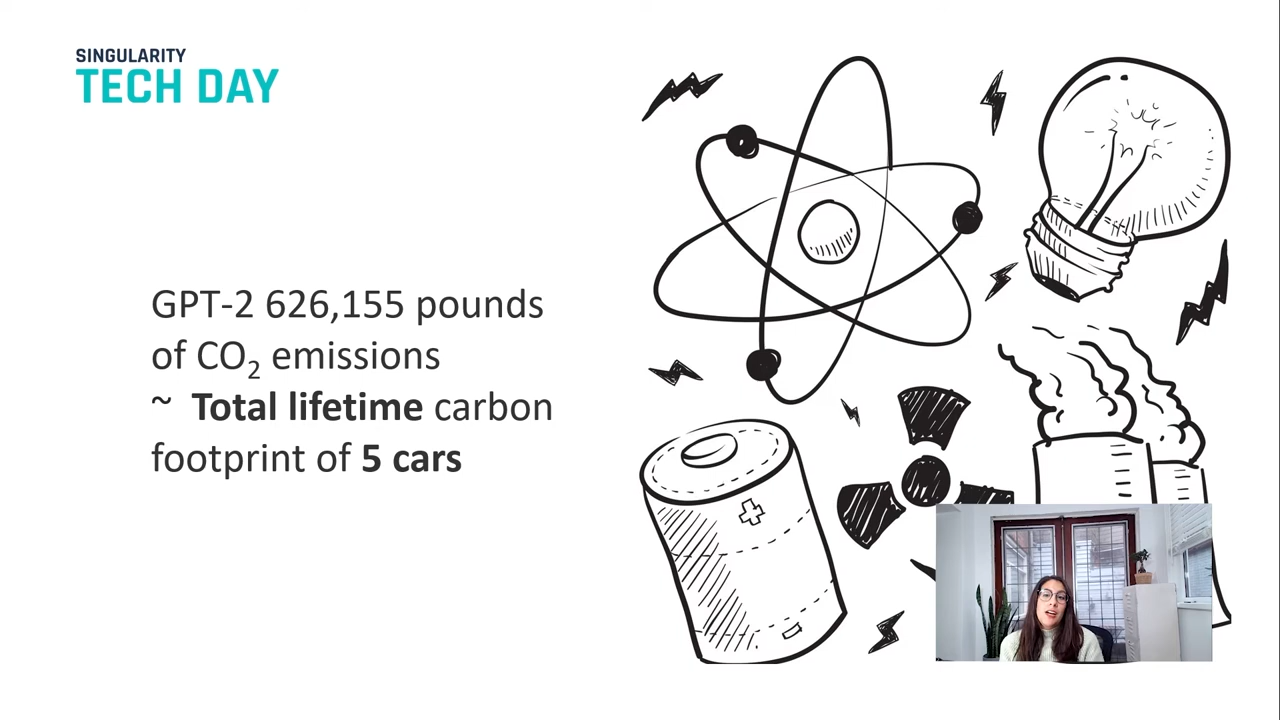 SINGULARITY
TECH DAY
GPT-2 626,155 pounds
of CO₂ emissions
~ Total lifetime carbon
footprint of 5 cars